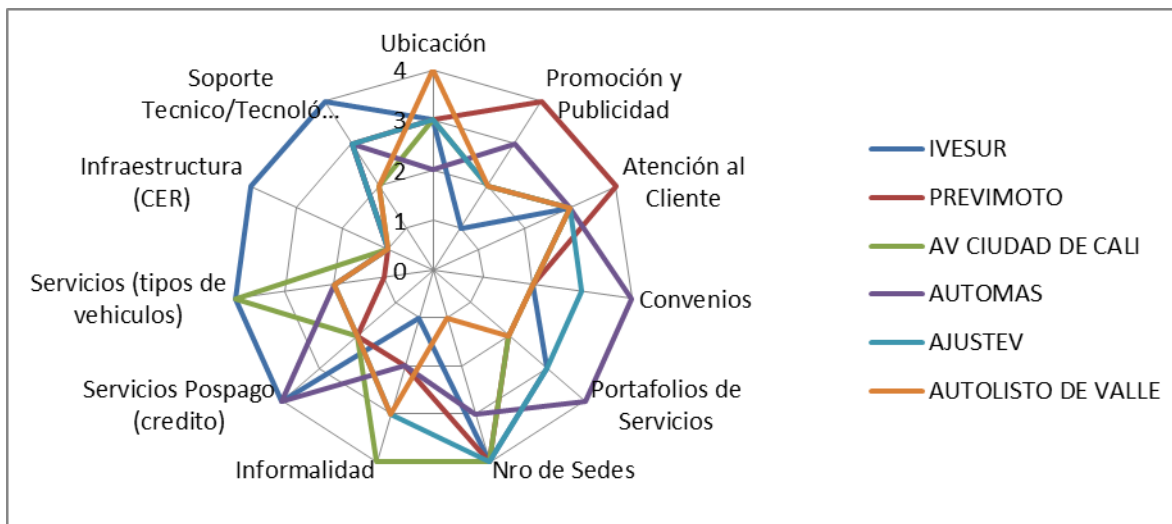 Ubicación
Soporte
Tecnico/Tecnoló...
Promoción y
Publicidad
Infraestructura
(CER)
Atención al
Cliente
Servicios (tipos de
vehiculos)
Convenios
Servicios Pospago
(credito)
Portafolios de
Servicios
Informalidad
Nro de Sedes
4
3
2
1
0
IVESUR
PREVIMOTO
AV CIUDAD DE CALI
AUTOMAS
AJUSTEV
AUTOLISTO DE VALLE